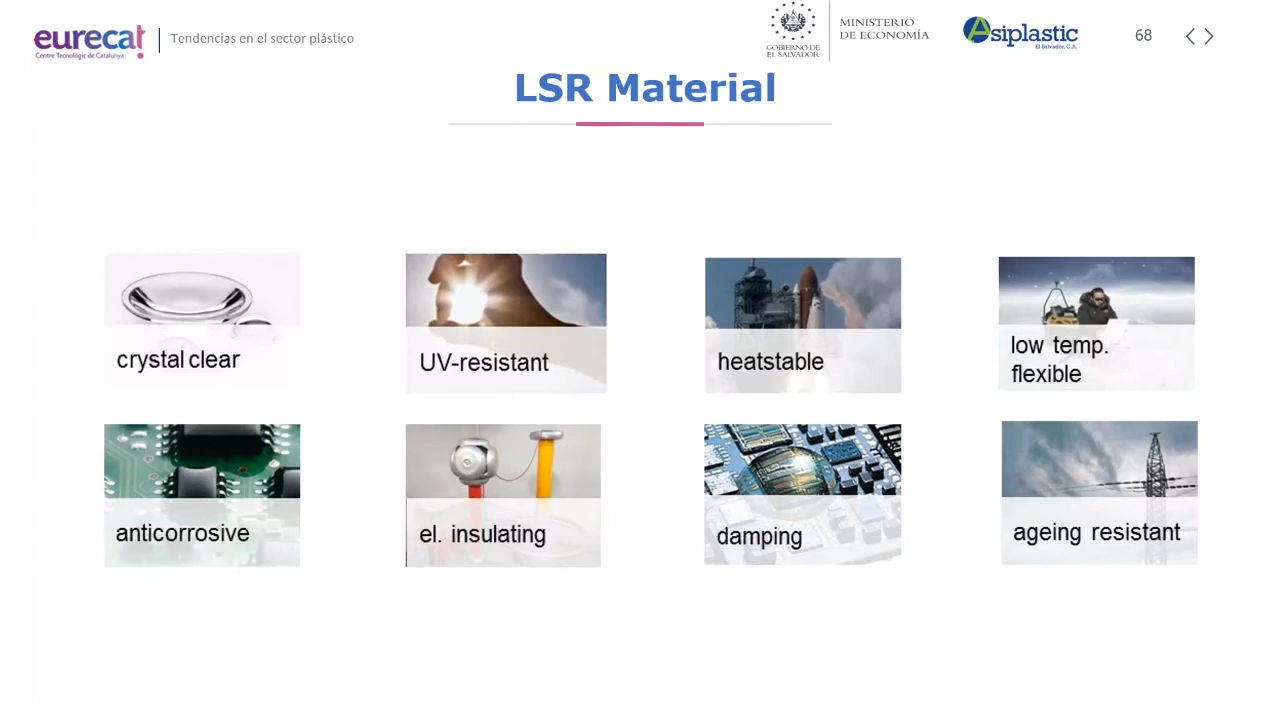 eurecat
Centre Tecnològic de Catalunya
Tendencias en el sector plástico
GOBIERNO DE
EL SALVADOR
MINISTERIO
DE ECONOMÍA
Asiplastic
El Salvador, C.A.
68
LSR Material
crystal clear
UV-resistant
heatstable
low temp.
flexible
anticorrosive
el. insulating
damping
ageing resistant